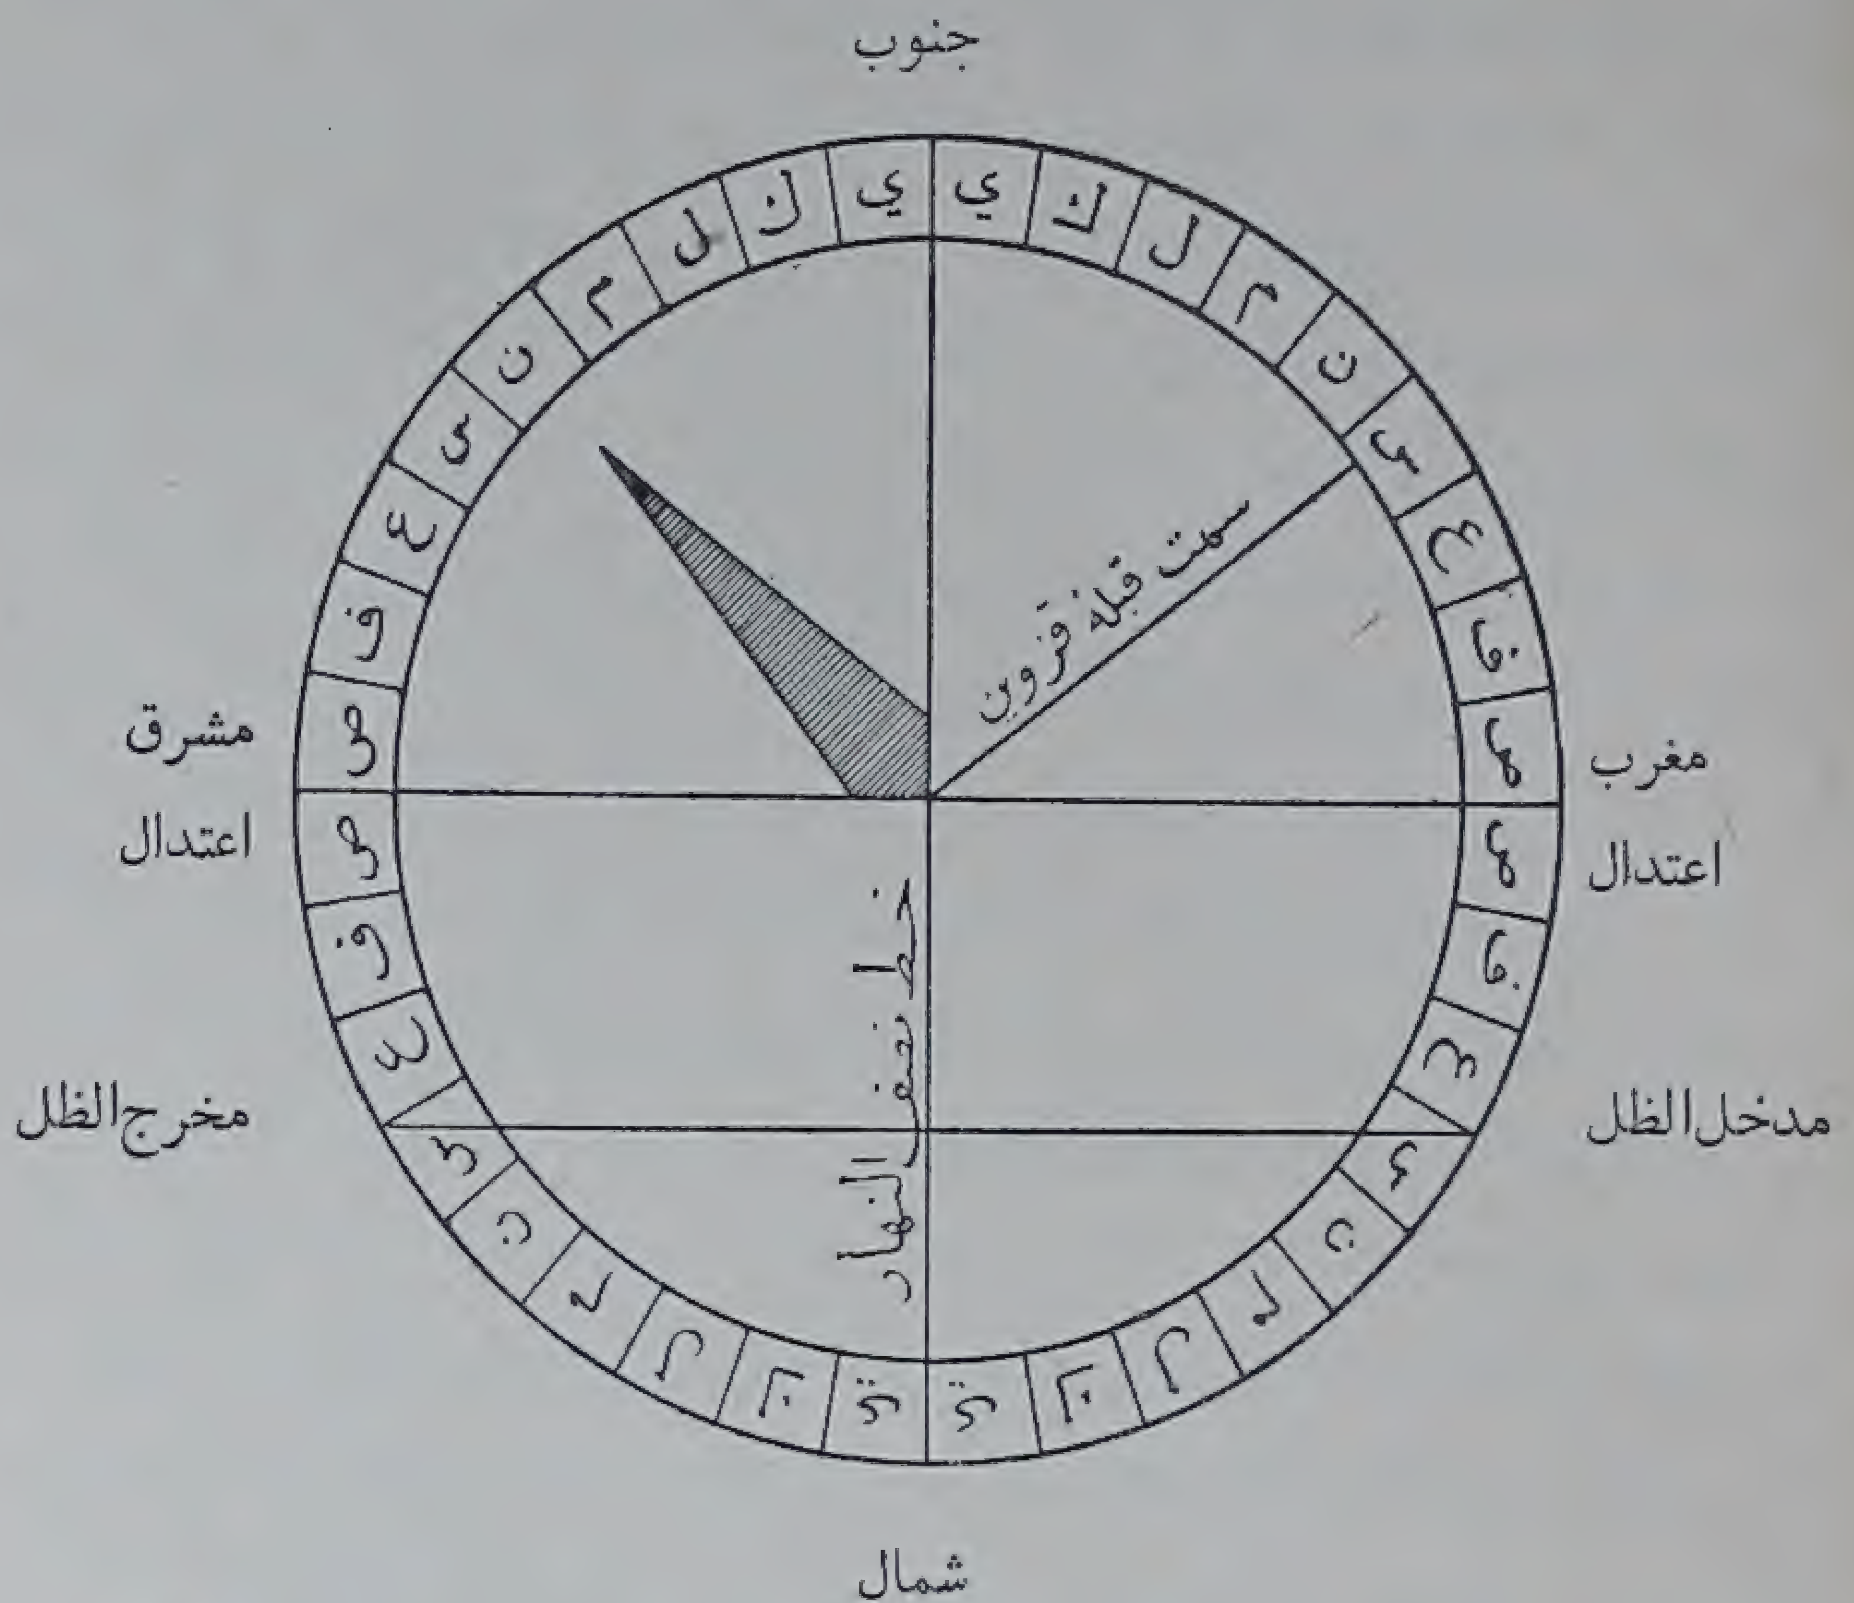 جنوب
ي ك ل م ن س ع ف ص
ص ف ع س ن م ل ك ي
ي ك ل م ن س ع ف ص
ص ف ع س ن م ل ك ي
سمت قبلهٔ قزوین
مشرق
اعتدال
مغرب
اعتدال
خط نصف النهار
مخرج الظل
مدخل الظل
شمال